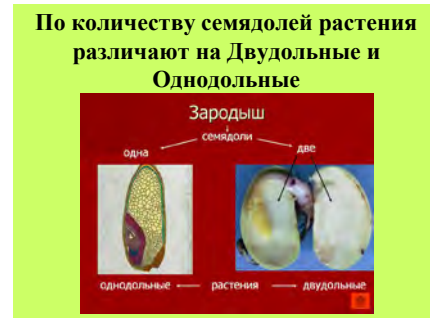 По количеству семядолей растения
различают на Двудольные и
Однодольные
Зародыш
семядоли
одна
две
однодольные
растения
двудольные